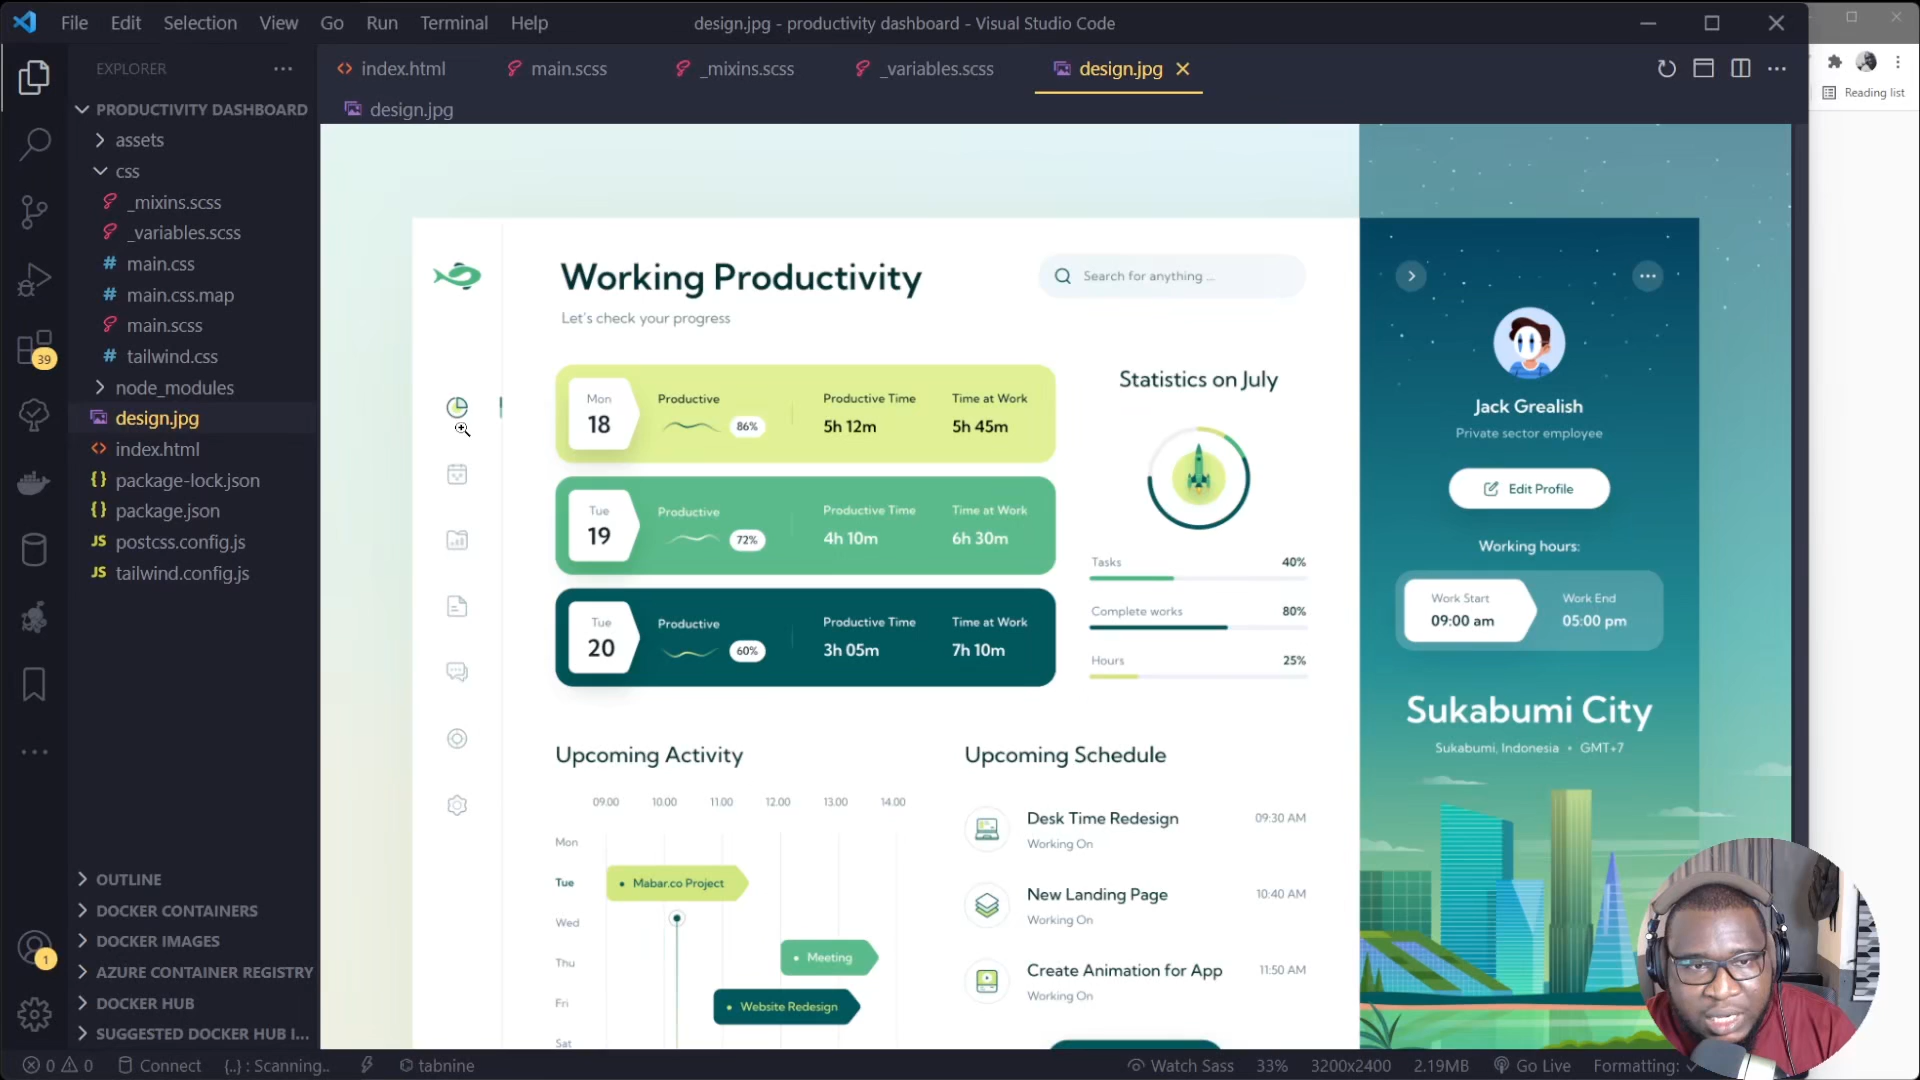 File Edit Selection View Go Run Terminal Help
design.jpg - productivity dashboard - Visual Studio Code
EXPLORER
index.html
main.scss
_mixins.scss
_variables.scss
design.jpg
Reading list
PRODUCTIVITY DASHBOARD
design.jpg
assets
css
_mixins.scss
_variables.scss
# main.css
# main.css.map
main.scss
# tailwind.css
node_modules
design.jpg
index.html
{} package-lock.json
{} package.json
JS postcss.config.js
JS tailwind.config.js
39
OUTLINE
DOCKER CONTAINERS
DOCKER IMAGES
AZURE CONTAINER REGISTRY
DOCKER HUB
SUGGESTED DOCKER HUB I...
1
Working Productivity
Let's check your progress
Search for anything ...
Mon
18
Productive
86%
Productive Time
5h 12m
Time at Work
5h 45m
Tue
19
Productive
72%
Productive Time
4h 10m
Time at Work
6h 30m
Tue
20
Productive
60%
Productive Time
3h 05m
Time at Work
7h 10m
Statistics on July
Tasks 40%
Complete works 80%
Hours 25%
Upcoming Activity
09.00 10.00 11.00 12.00 13.00 14.00
Mon
Tue
Wed
Thu
Fri
Sat
• Mabar.co Project
• Meeting
• Website Redesign
Upcoming Schedule
Desk Time Redesign 09:30 AM
Working On
New Landing Page 10:40 AM
Working On
Create Animation for App 11:50 AM
Working On
Jack Grealish
Private sector employee
Edit Profile
Working hours:
Work Start
09:00 am
Work End
05:00 pm
Sukabumi City
Sukabumi, Indonesia • GMT+7
0 0 Connect {..} : Scanning.. tabnine
Watch Sass 33% 3200x2400 2.19MB Go Live Formatting: